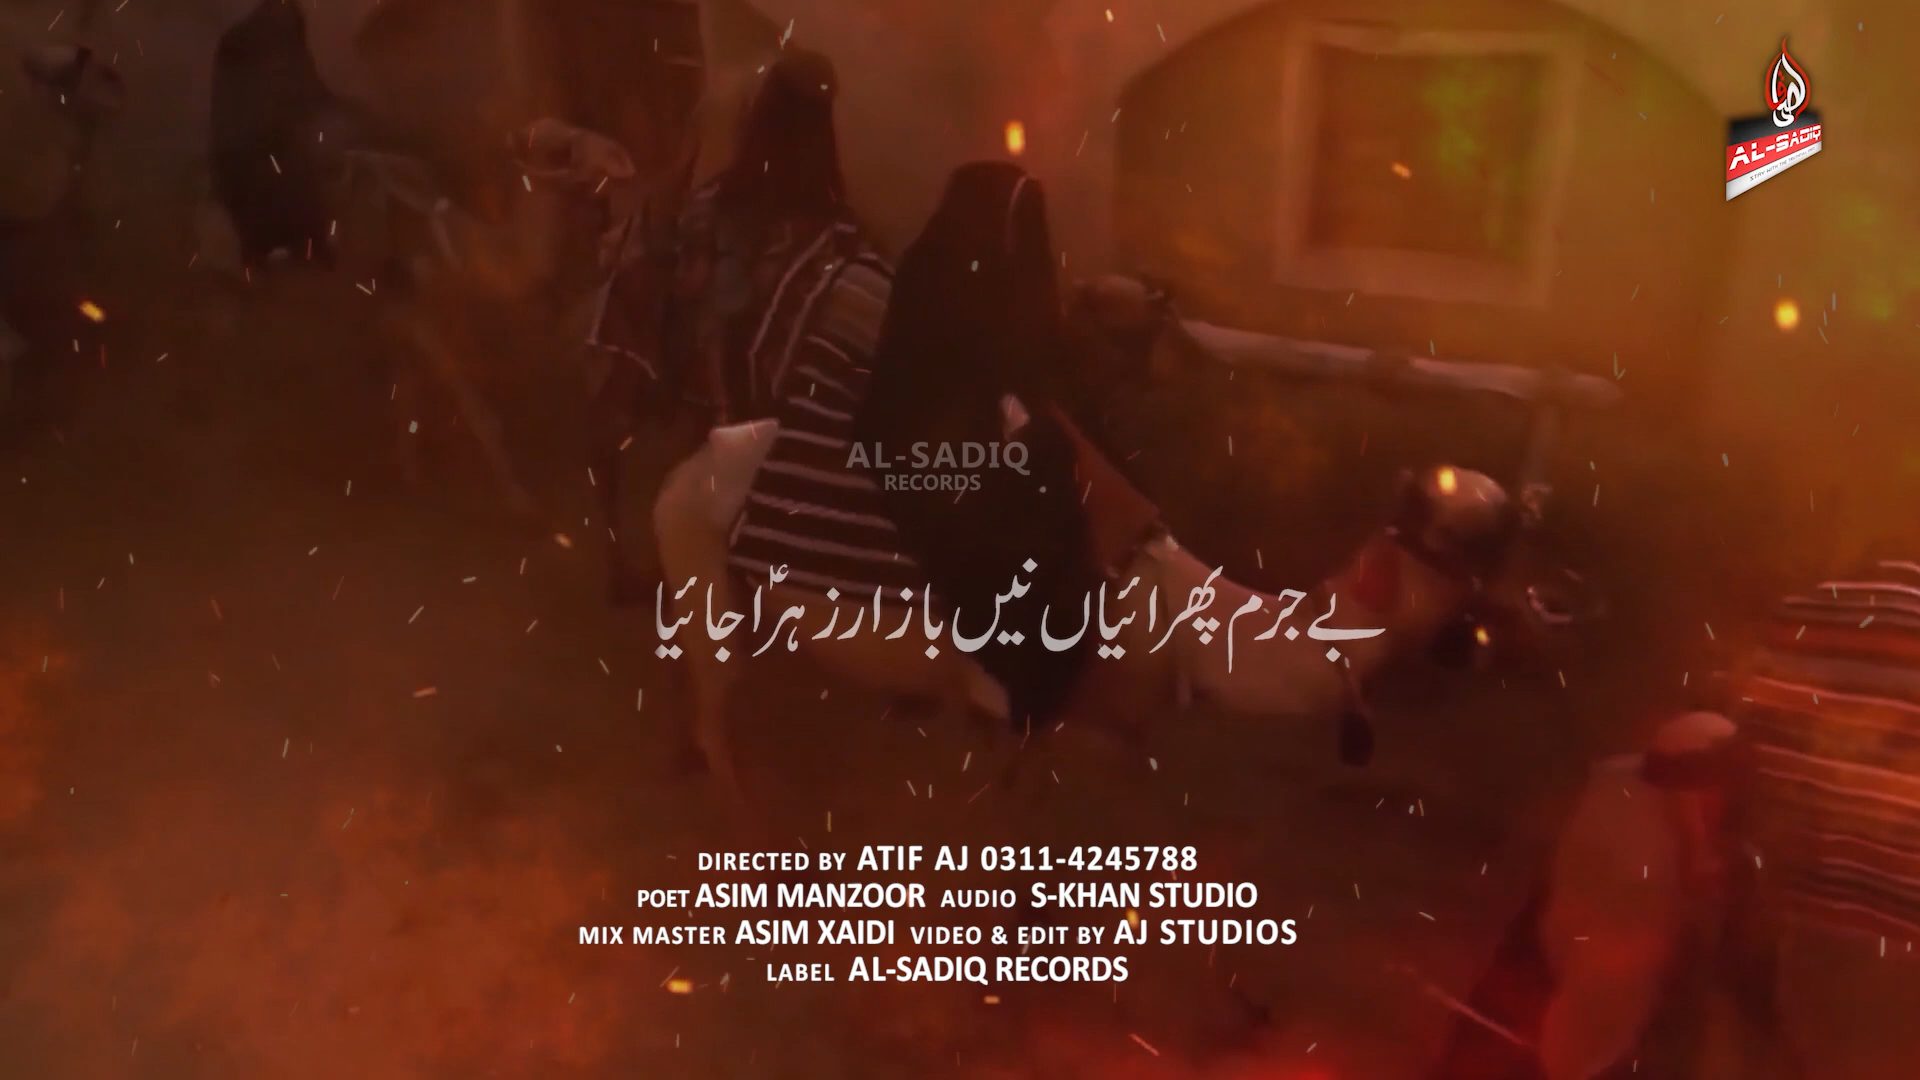 AL-SADIQ
AL-SADIQ
RECORDS
بے جرم پھرائیاں نیں بازار زہراؑ جائیا
DIRECTED BY ATIF AJ 0311-4245788
POET ASIM MANZOOR AUDIO S-KHAN STUDIO
MIX MASTER ASIM XAIDI VIDEO & EDIT BY AJ STUDIOS
LABEL AL-SADIQ RECORDS